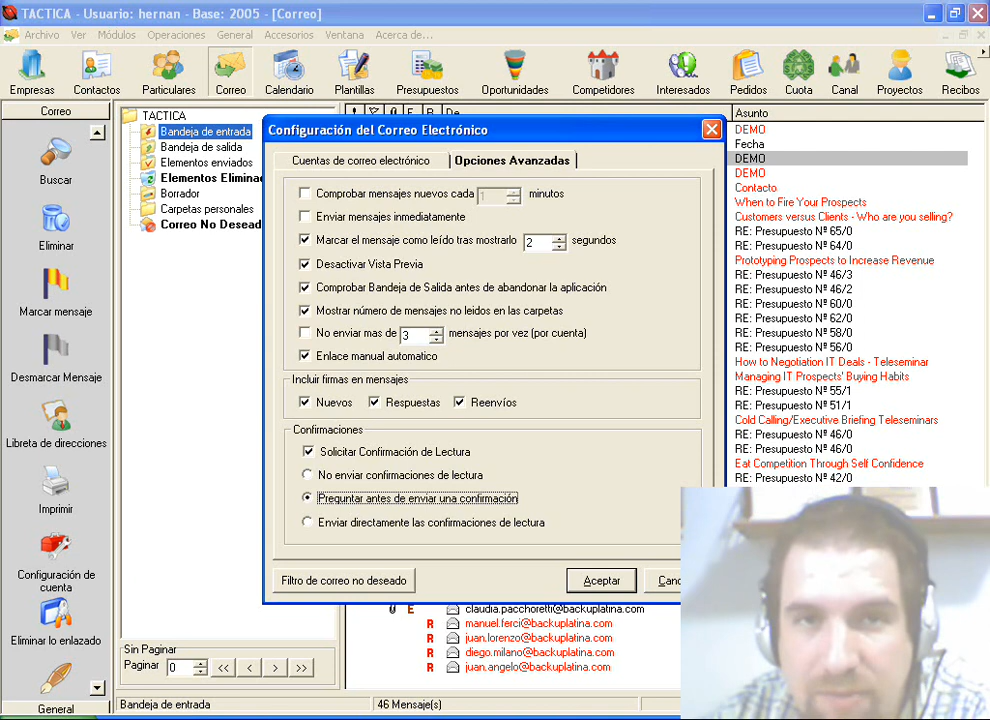 TACTICA - Usuario: hernan - Base: 2005 - [Correo]
Archivo Ver Módulos Operaciones General Accesorios Ventana Acerca de...
Empresas Contactos Particulares Correo Calendario Plantillas Presupuestos Oportunidades Competidores Interesados Pedidos Cuota Canal Proyectos Recibos
Correo
Buscar
Eliminar
Marcar mensaje
Desmarcar Mensaje
Libreta de direcciones
Imprimir
Configuración de
cuenta
Eliminar lo enlazado
General
TACTICA
Bandeja de entrada
Bandeja de salida
Elementos enviados
Elementos Elimina
Borrador
Carpetas personales
Correo No Desead
Sin Paginar
Paginar 0 << < > >>
! E R De
Configuración del Correo Electrónico
Cuentas de correo electrónico Opciones Avanzadas
Comprobar mensajes nuevos cada 1 minutos
Enviar mensajes inmediatamente
Marcar el mensaje como leído tras mostrarlo 2 segundos
Desactivar Vista Previa
Comprobar Bandeja de Salida antes de abandonar la aplicación
Mostrar número de mensajes no leidos en las carpetas
No enviar mas de 3 mensajes por vez (por cuenta)
Enlace manual automatico
Incluir firmas en mensajes
Nuevos Respuestas Reenvíos
Confirmaciones
Solicitar Confirmación de Lectura
No enviar confirmaciones de lectura
Preguntar antes de enviar una confirmación
Enviar directamente las confirmaciones de lectura
Filtro de correo no deseado Aceptar Canc
E claudia.pacchoretti@backuplatina.com
R manuel.ferci@backuplatina.com
R juan.lorenzo@backuplatina.com
R diego.milano@backuplatina.com
R juan.angelo@backuplatina.com
Asunto
DEMO
Fecha
DEMO
DEMO
Contacto
When to Fire Your Prospects
Customers versus Clients - Who are you selling?
RE: Presupuesto Nº 65/0
RE: Presupuesto Nº 64/0
Prototyping Prospects to Increase Revenue
RE: Presupuesto Nº 46/3
RE: Presupuesto Nº 46/2
RE: Presupuesto Nº 60/0
RE: Presupuesto Nº 62/0
RE: Presupuesto Nº 58/0
RE: Presupuesto Nº 56/0
How to Negotiation IT Deals - Teleseminar
Managing IT Prospects' Buying Habits
RE: Presupuesto Nº 55/1
RE: Presupuesto Nº 51/1
Cold Calling/Executive Briefing Teleseminars
RE: Presupuesto Nº 46/0
RE: Presupuesto Nº 46/0
Eat Competition Through Self Confidence
RE: Presupuesto Nº 42/0
Bandeja de entrada 46 Mensaje(s)